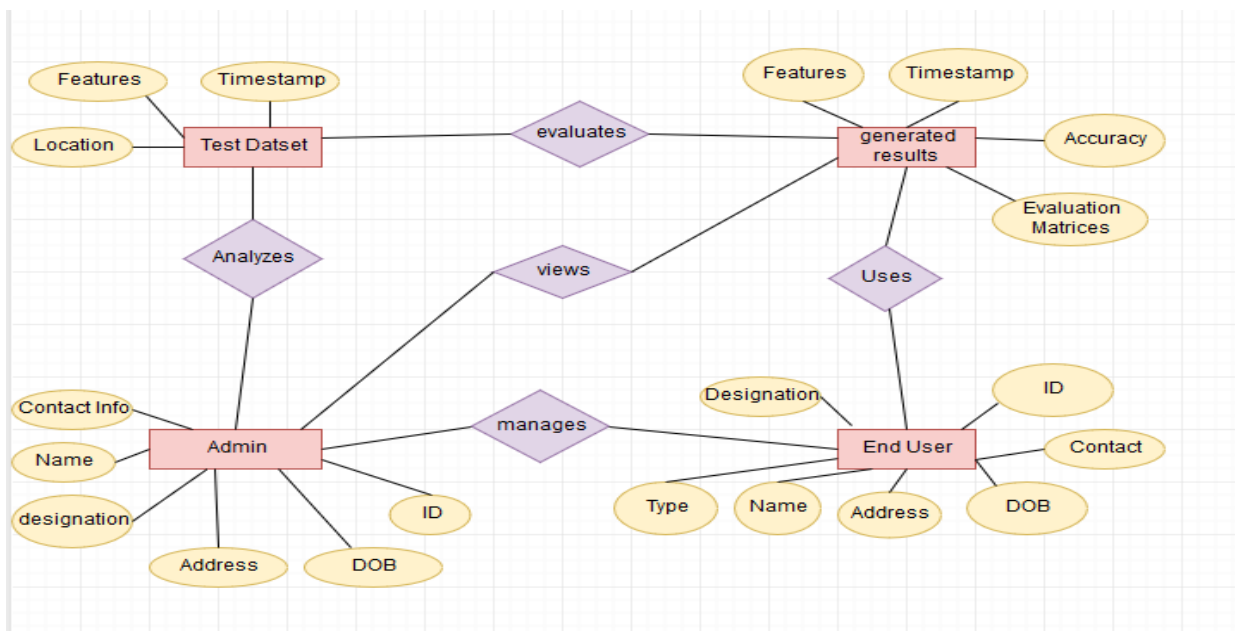 Features
Timestamp
Features
Timestamp
Location
Test Datset
evaluates
generated
results
Accuracy
Evaluation
Matrices
Analyzes
views
Uses
Contact Info
Designation
ID
Name
Admin
manages
End User
Contact
designation
ID
Type
Name
Address
DOB
Address
DOB